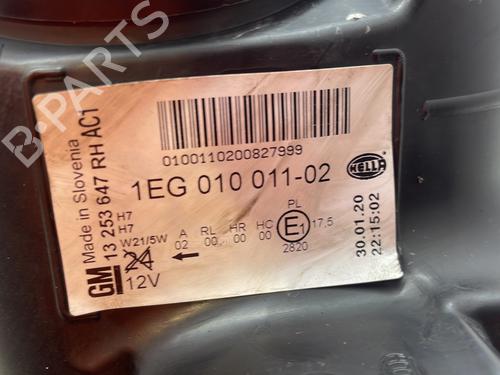 B-PARTS
0100110200827999
1EG 010 011-02
HELLA
GM
Made in Slovenia
13 253 647 RH AC1
H7
H7
W21/5W
24
12V
A RL HR HC PL
02 00 00 00 E1 17,5
2820
30.01.20
22:15:02